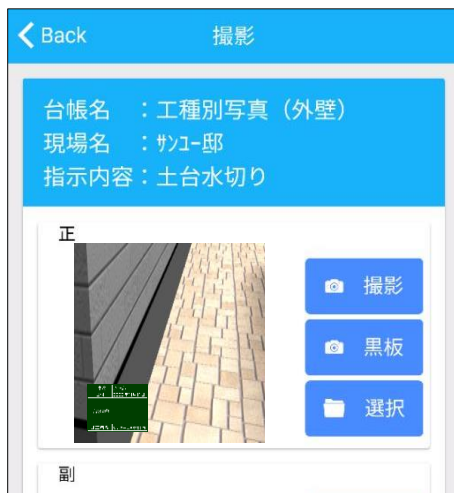 Back
撮影
台帳名 ：工種別写真（外壁）
現場名 ：ｻﾝﾕｰ邸
指示内容：土台水切り
正
撮影
黒板
選択
副